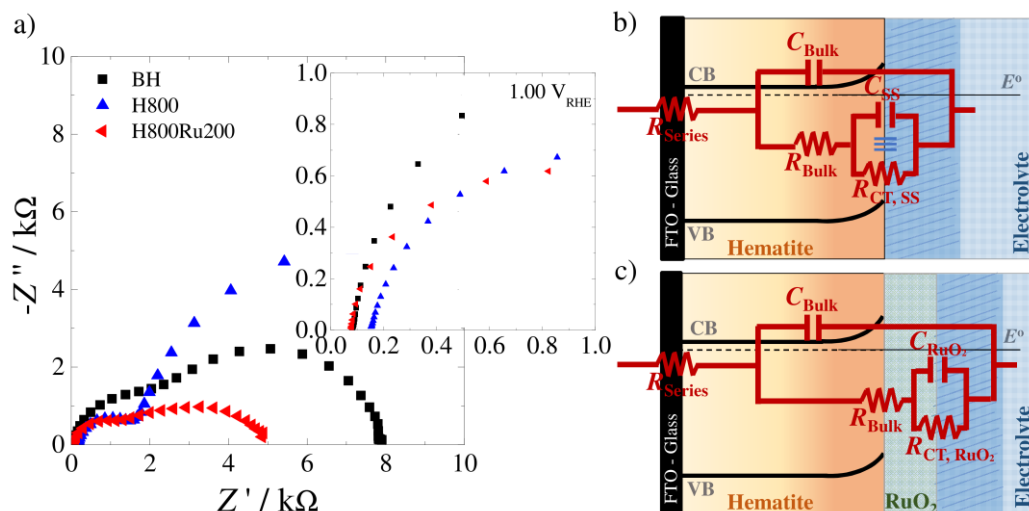 a)
-10
-8
-6
-4
-2
0
-Z'' / kΩ
0 2 4 6 8 10
Z' / kΩ
BH
H800
H800Ru200
1.00 V_RHE
1.0
0.8
0.6
0.4
0.2
0.0
0.0 0.2 0.4 0.6 0.8 1.0
b)
C_Bulk
CB
C_SS
E°
R_Series
R_Bulk
R_CT, SS
FTO - Glass
VB
Hematite
Electrolyte
c)
C_Bulk
CB
C_RuO₂
E°
R_Series
R_Bulk
R_CT, RuO₂
FTO - Glass
VB
Hematite
RuO₂
Electrolyte